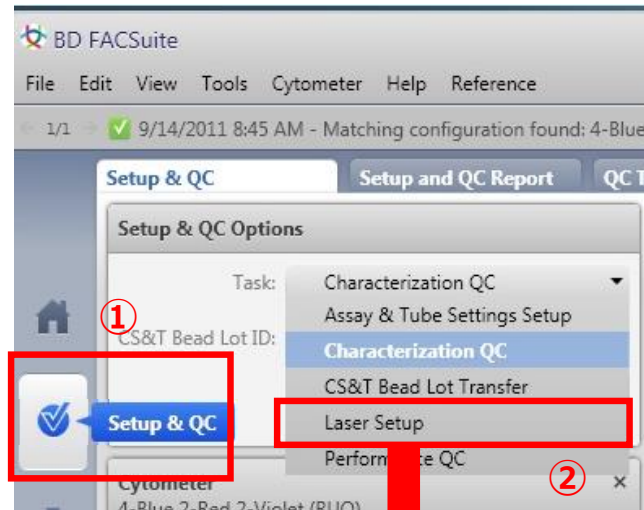 BD FACSuite
File Edit View Tools Cytometer Help Reference
1/1 9/14/2011 8:45 AM - Matching configuration found: 4-Blue
Setup & QC Setup and QC Report QC T
Setup & QC Options
Task: Characterization QC
Assay & Tube Settings Setup
①
CS&T Bead Lot ID:
Characterization QC
CS&T Bead Lot Transfer
Setup & QC
Laser Setup
QC
②
Cytometer
4-Blue 2-Red 2-Violet (RUO)